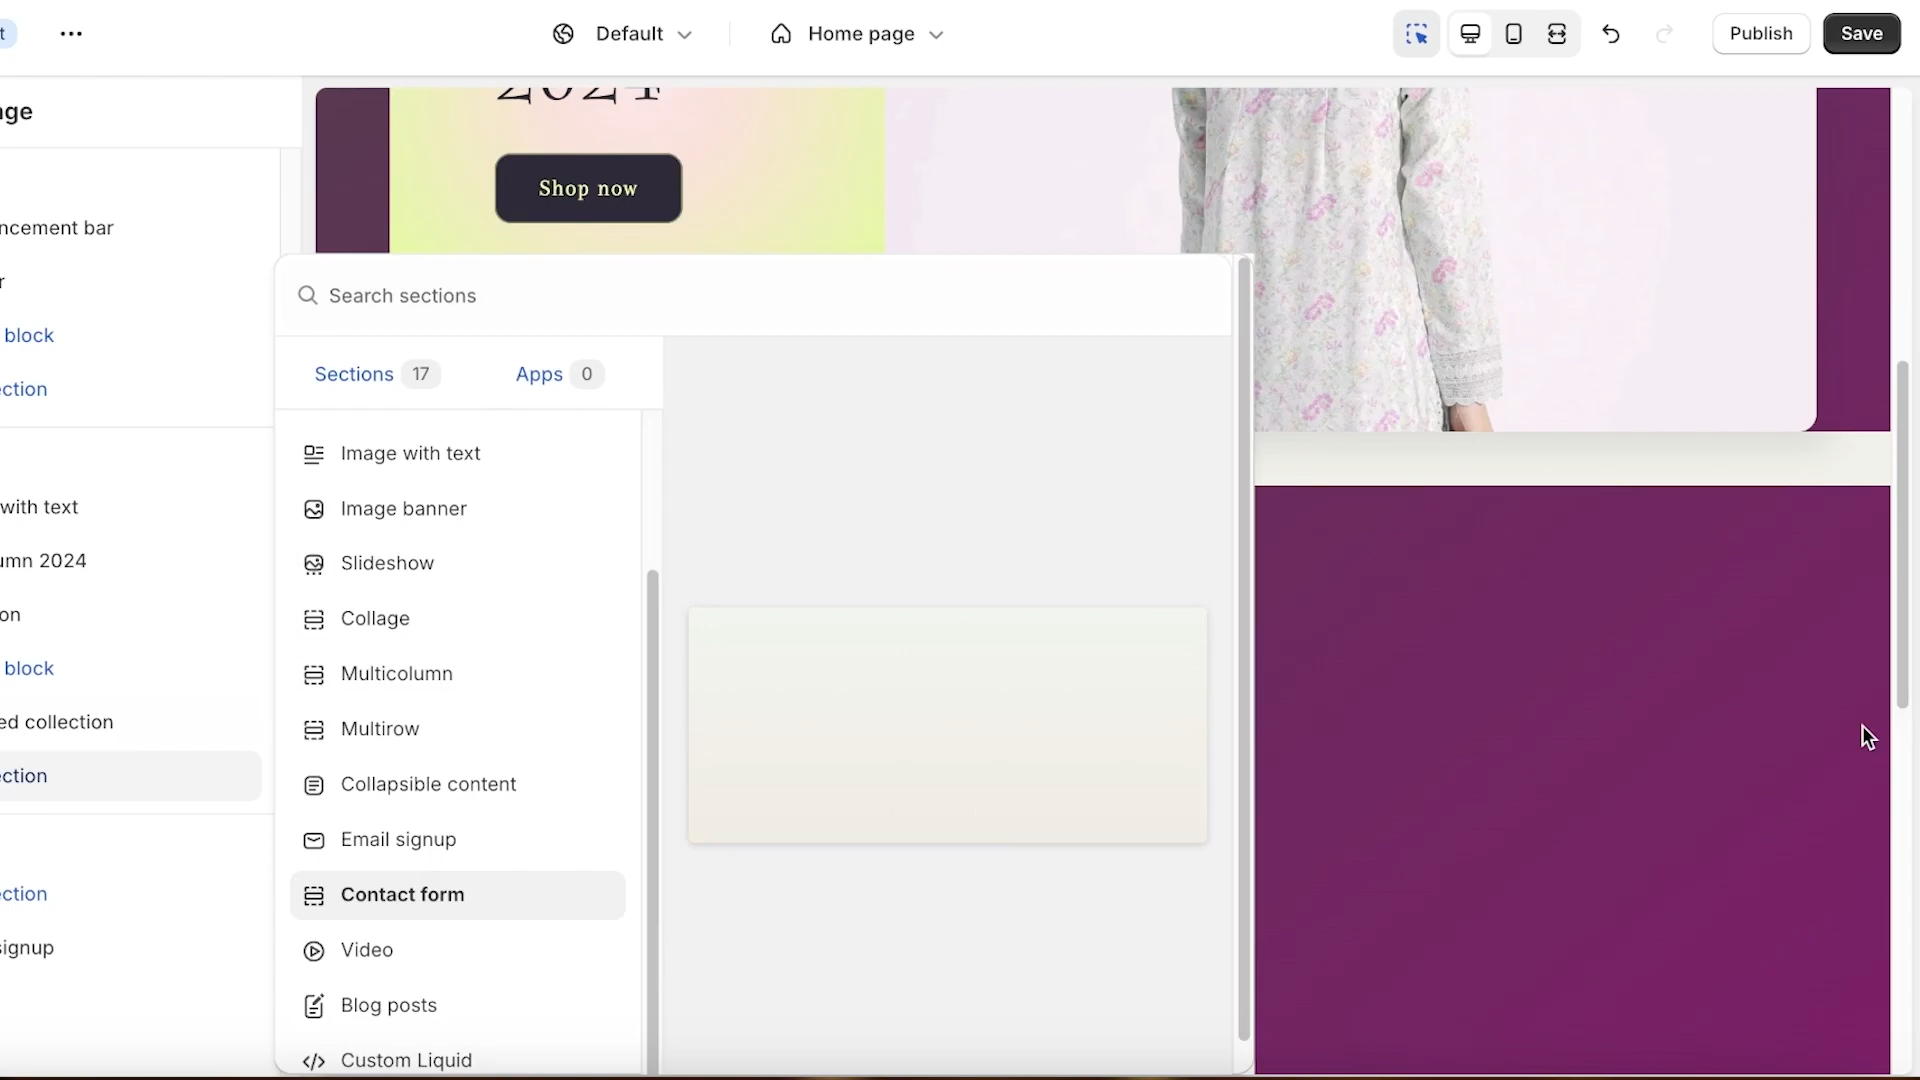 t
Default
Home page
Publish
Save
age
2024
Shop now
ncement bar
r
block
ction
with text
umn 2024
on
block
ed collection
ction
ction
signup
Search sections
Sections 17
Apps 0
Image with text
Image banner
Slideshow
Collage
Multicolumn
Multirow
Collapsible content
Email signup
Contact form
Video
Blog posts
Custom Liquid